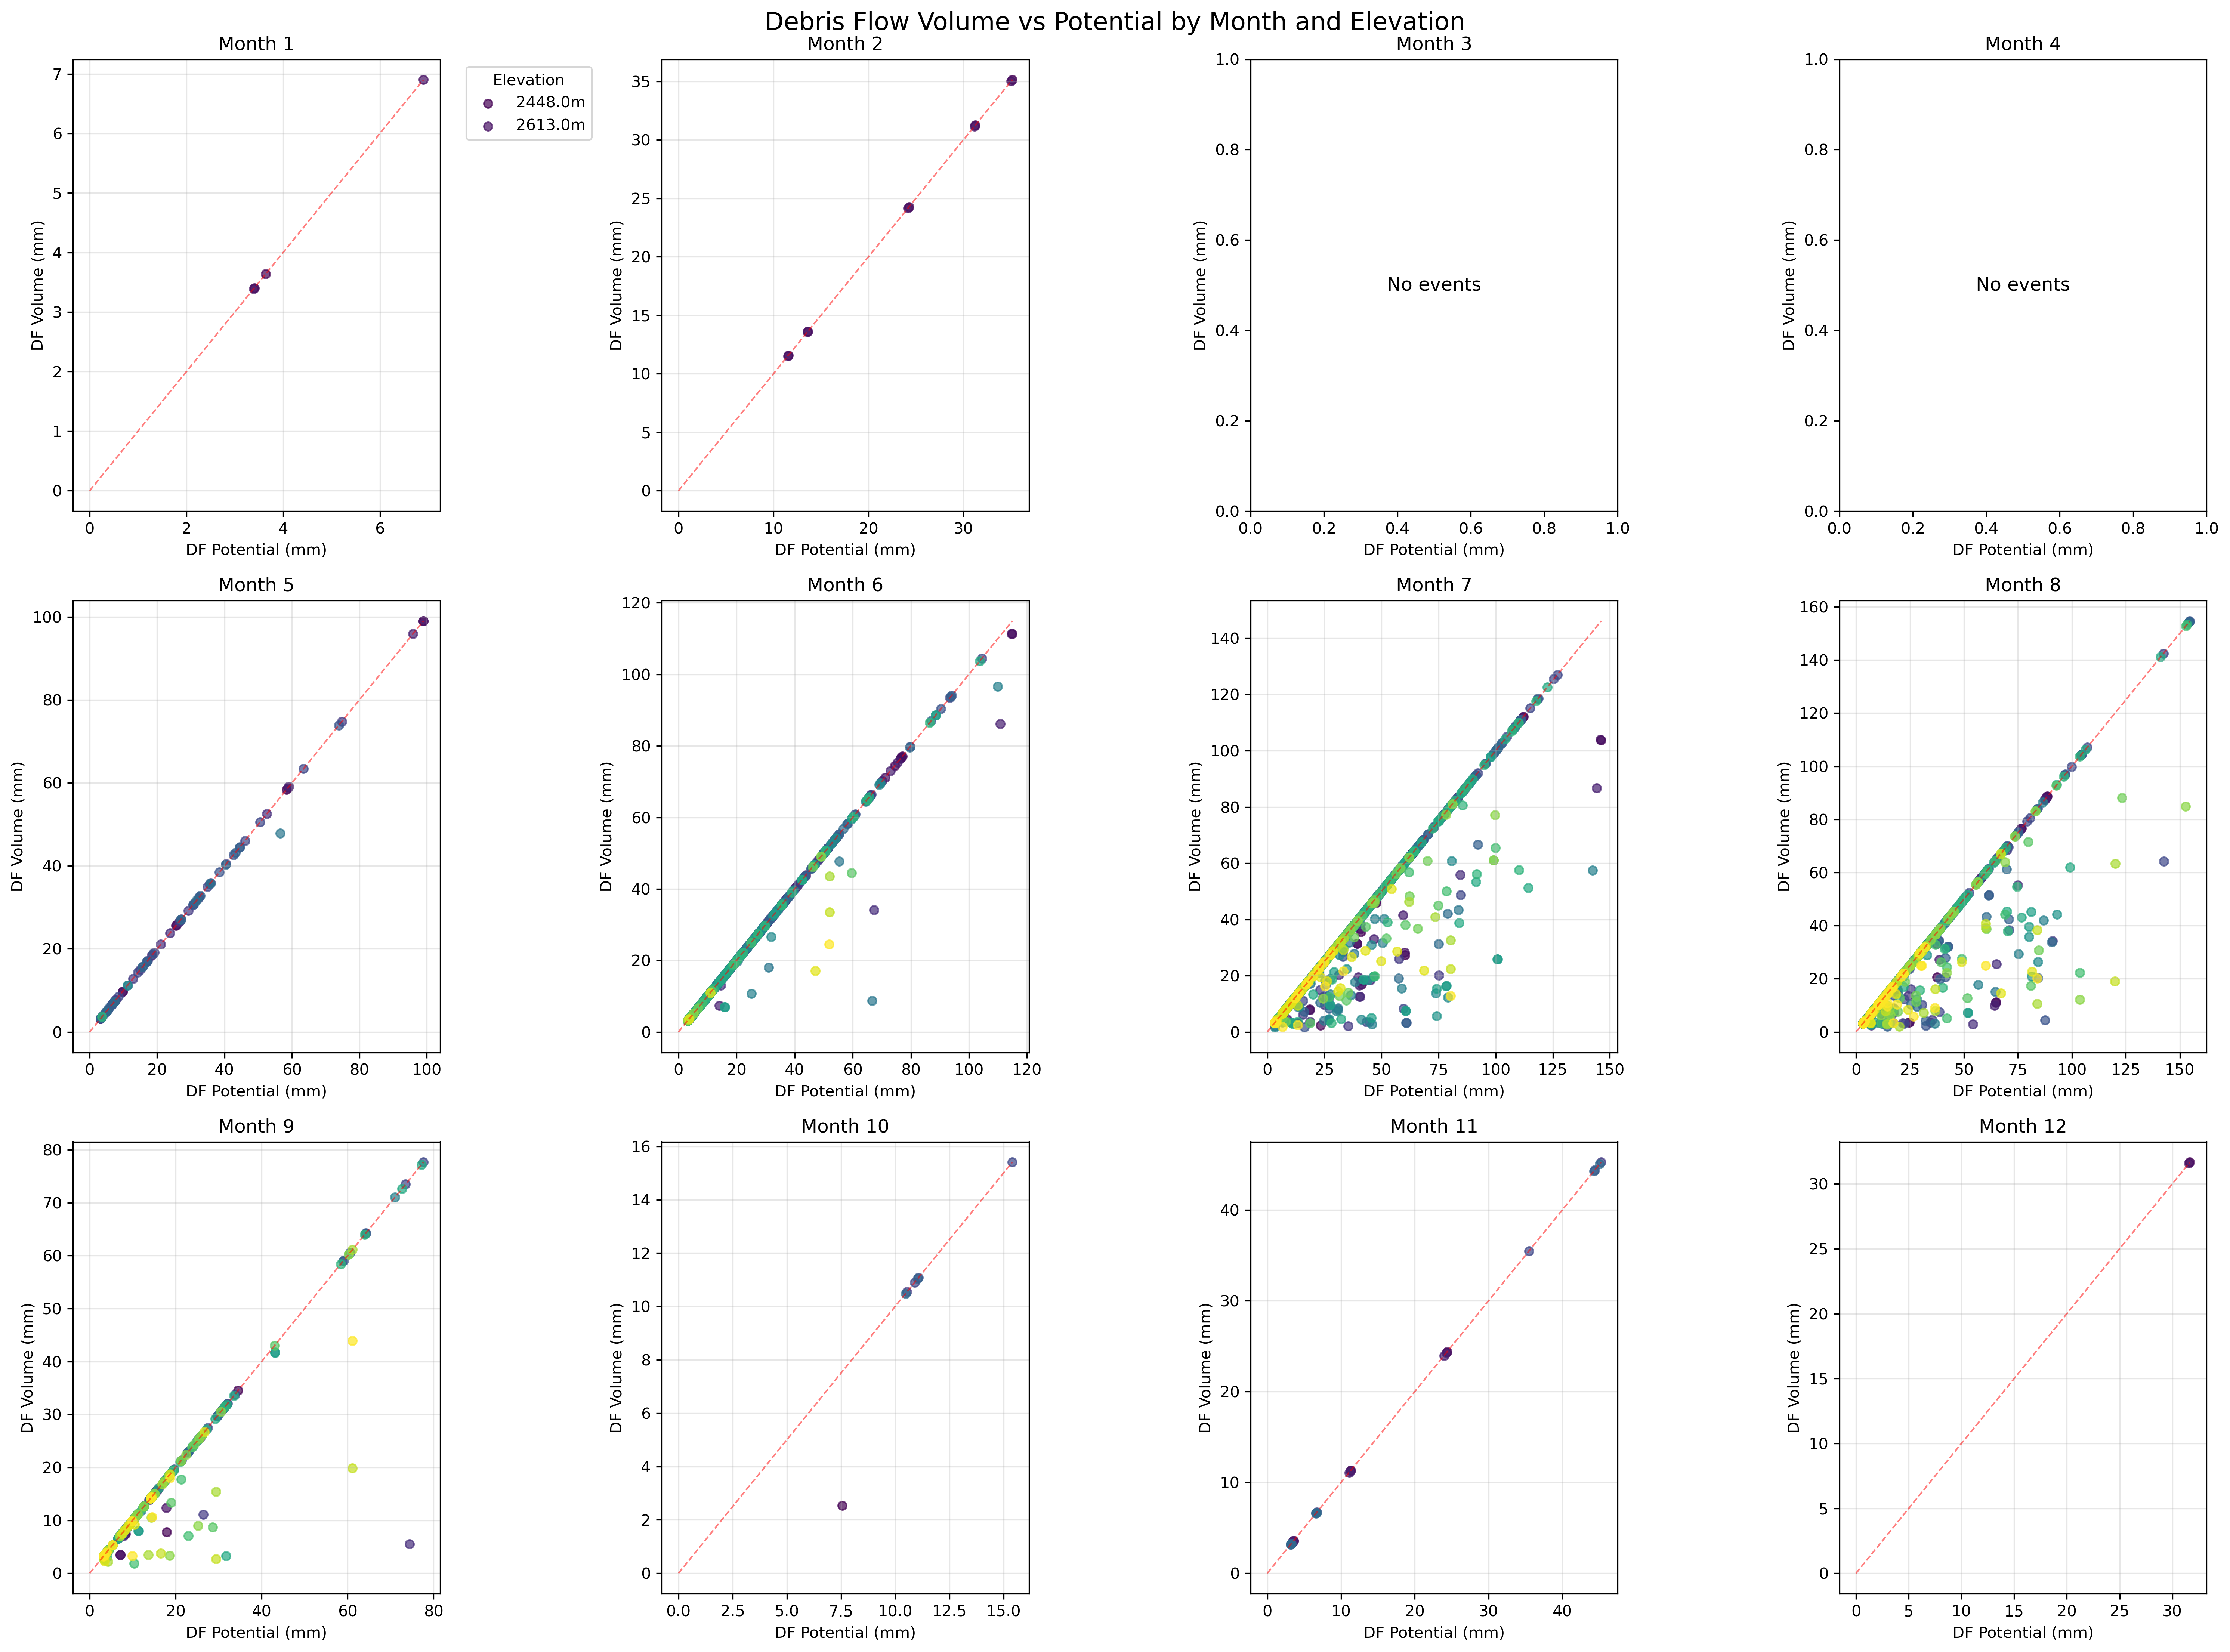 Debris Flow Volume vs Potential by Month and Elevation
Month 1
7
6
5
4
3
2
1
0
DF Volume (mm)
0 2 4 6
DF Potential (mm)
Elevation
2448.0m
2613.0m
Month 2
35
30
25
20
15
10
5
0
DF Volume (mm)
0 10 20 30
DF Potential (mm)
Month 3
1.0
0.8
0.6
0.4
0.2
0.0
DF Volume (mm)
No events
0.0 0.2 0.4 0.6 0.8 1.0
DF Potential (mm)
Month 4
1.0
0.8
0.6
0.4
0.2
0.0
DF Volume (mm)
No events
0.0 0.2 0.4 0.6 0.8 1.0
DF Potential (mm)
Month 5
100
80
60
40
20
0
DF Volume (mm)
0 20 40 60 80 100
DF Potential (mm)
Month 6
120
100
80
60
40
20
0
DF Volume (mm)
0 20 40 60 80 100 120
DF Potential (mm)
Month 7
140
120
100
80
60
40
20
0
DF Volume (mm)
0 25 50 75 100 125 150
DF Potential (mm)
Month 8
160
140
120
100
80
60
40
20
0
DF Volume (mm)
0 25 50 75 100 125 150
DF Potential (mm)
Month 9
80
70
60
50
40
30
20
10
0
DF Volume (mm)
0 20 40 60 80
DF Potential (mm)
Month 10
16
14
12
10
8
6
4
2
0
DF Volume (mm)
0.0 2.5 5.0 7.5 10.0 12.5 15.0
DF Potential (mm)
Month 11
40
30
20
10
0
DF Volume (mm)
0 10 20 30 40
DF Potential (mm)
Month 12
30
25
20
15
10
5
0
DF Volume (mm)
0 5 10 15 20 25 30
DF Potential (mm)